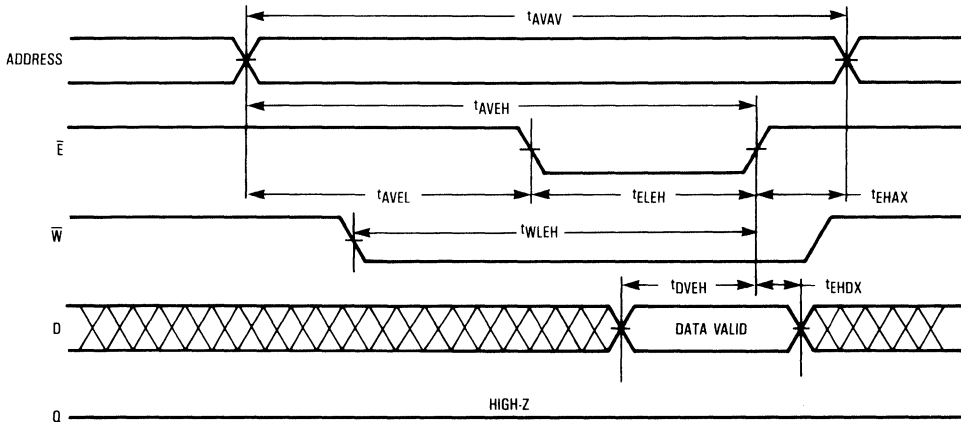 tAVAV
ADDRESS
tAVEH
E̅
tAVEL
tELEH
tEHAX
W̅
tWLEH
tDVEH
tEHDX
D
DATA VALID
HIGH-Z
Q